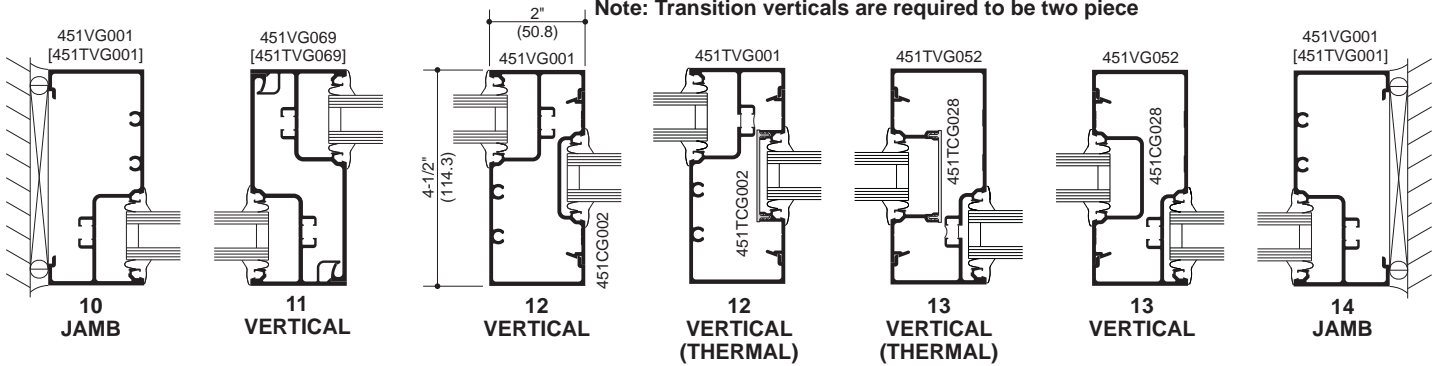 Note: Transition verticals are required to be two piece
451VG001
[451TVG001]
10
JAMB
451VG069
[451TVG069]
11
VERTICAL
2"
(50.8)
4-1/2"
(114.3)
451VG001
451CG002
12
VERTICAL
451TVG001
451TCG002
12
VERTICAL
(THERMAL)
451TVG052
451TCG028
13
VERTICAL
(THERMAL)
451VG052
451CG028
13
VERTICAL
451VG001
[451TVG001]
14
JAMB